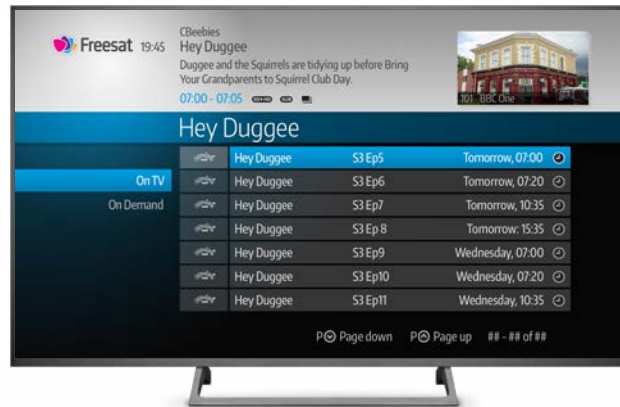 Freesat 19:45
CBeebies
Hey Duggee
Duggee and the Squirrels are tidying up before Bring
Your Grandparents to Squirrel Club Day.
07:00 - 07:05
101 BBC One
Hey Duggee
On TV
On Demand
Hey Duggee S3 Ep5 Tomorrow, 07:00
Hey Duggee S3 Ep6 Tomorrow, 07:20
Hey Duggee S3 Ep7 Tomorrow, 10:35
Hey Duggee S3 Ep 8 Tomorrow: 15:35
Hey Duggee S3 Ep9 Wednesday, 07:00
Hey Duggee S3 Ep10 Wednesday, 07:20
Hey Duggee S3 Ep11 Wednesday, 10:35
P Page down P Page up ## - ## of ##